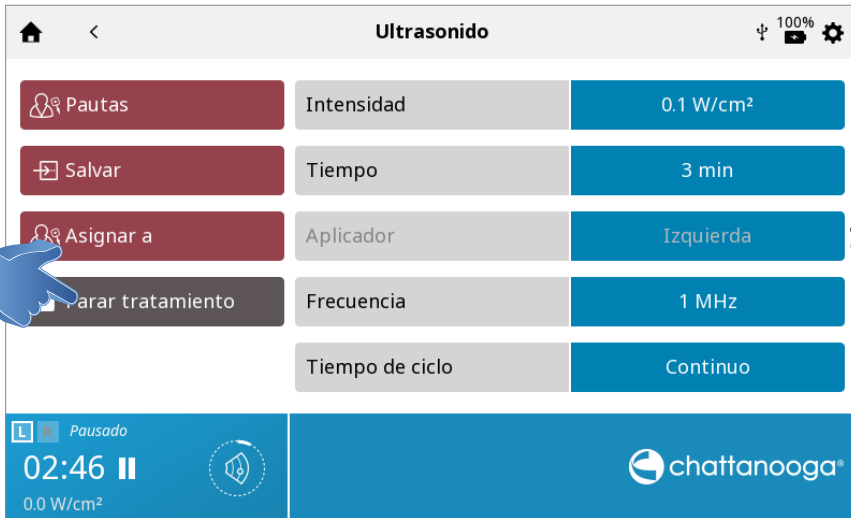 Ultrasonido
100%
Pautas
Intensidad
0.1 W/cm²
Salvar
Tiempo
3 min
Asignar a
Aplicador
Izquierda
Parar tratamiento
Frecuencia
1 MHz
Tiempo de ciclo
Continuo
L R Pausado
02:46
0.0 W/cm²
chattanooga®